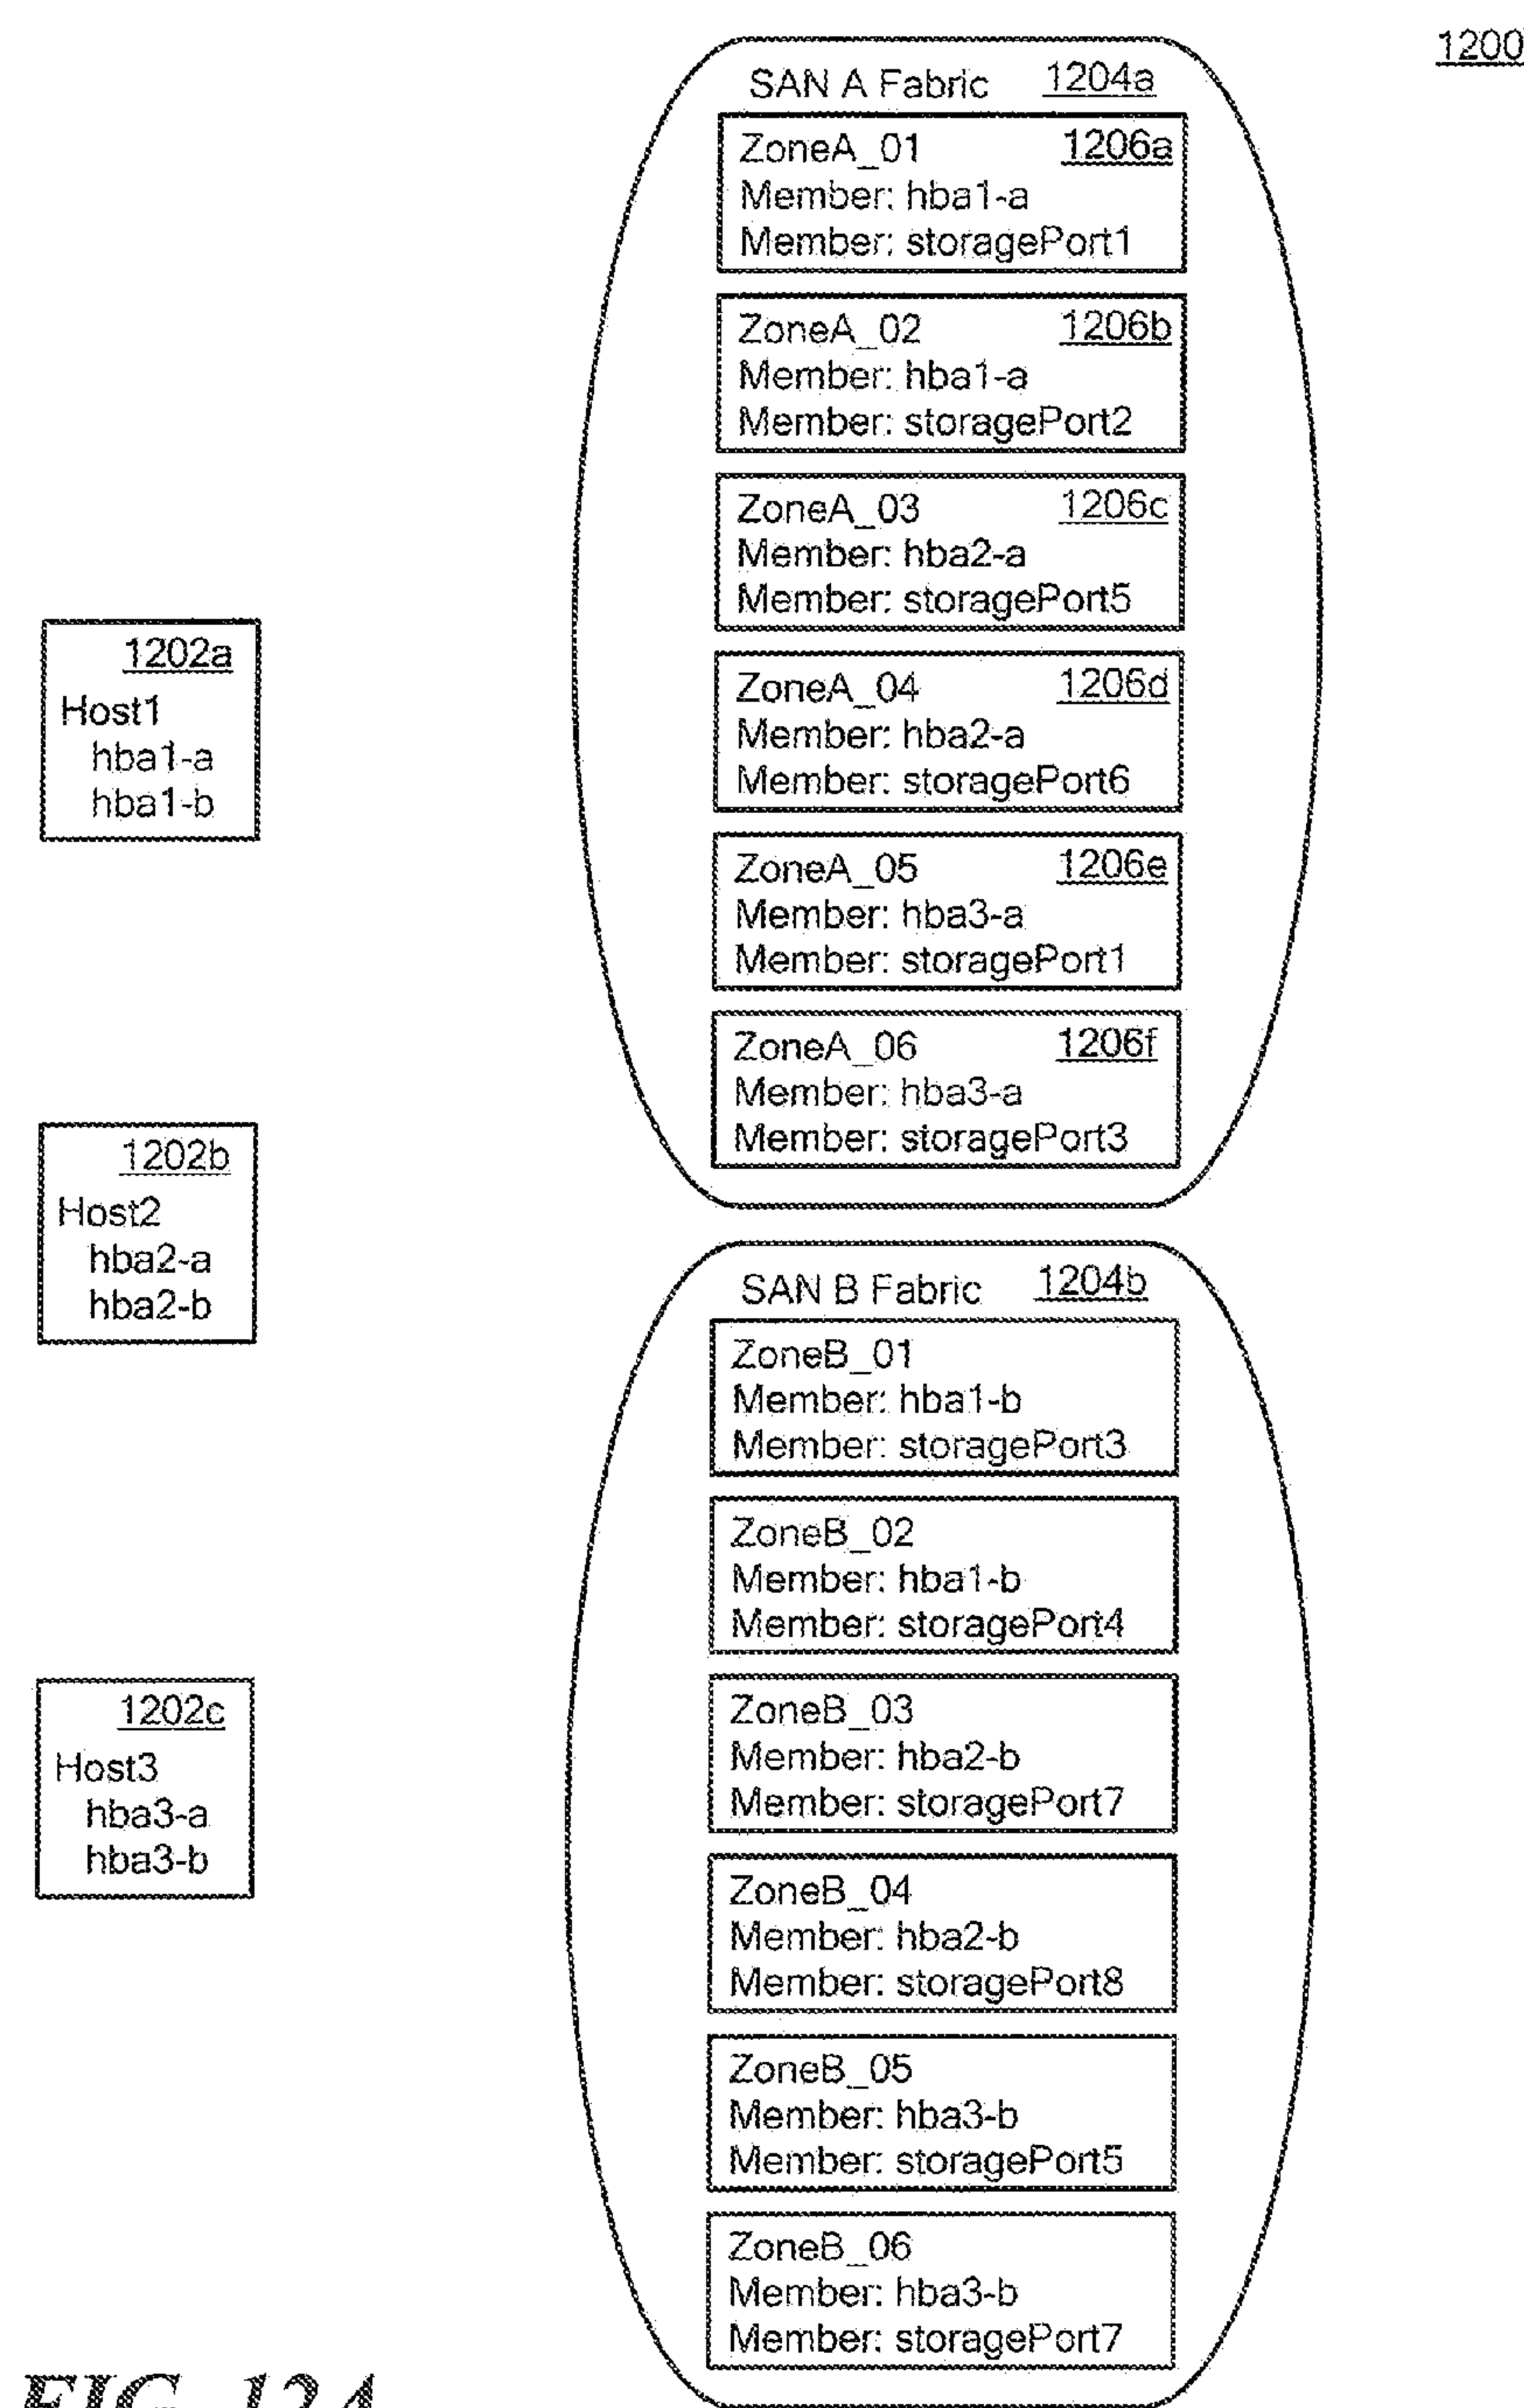 1200
SAN A Fabric 1204a
ZoneA_01 1206a
Member: hba1-a
Member: storagePort1
ZoneA_02 1206b
Member: hba1-a
Member: storagePort2
ZoneA_03 1206c
Member: hba2-a
Member: storagePort5
ZoneA_04 1206d
Member: hba2-a
Member: storagePort6
ZoneA_05 1206e
Member: hba3-a
Member: storagePort1
ZoneA_06 1206f
Member: hba3-a
Member: storagePort3
1202a
Host1
hba1-a
hba1-b
1202b
Host2
hba2-a
hba2-b
1202c
Host3
hba3-a
hba3-b
SAN B Fabric 1204b
ZoneB_01
Member: hba1-b
Member: storagePort3
ZoneB_02
Member: hba1-b
Member: storagePort4
ZoneB_03
Member: hba2-b
Member: storagePort7
ZoneB_04
Member: hba2-b
Member: storagePort8
ZoneB_05
Member: hba3-b
Member: storagePort5
ZoneB_06
Member: hba3-b
Member: storagePort7
FIG. 12A